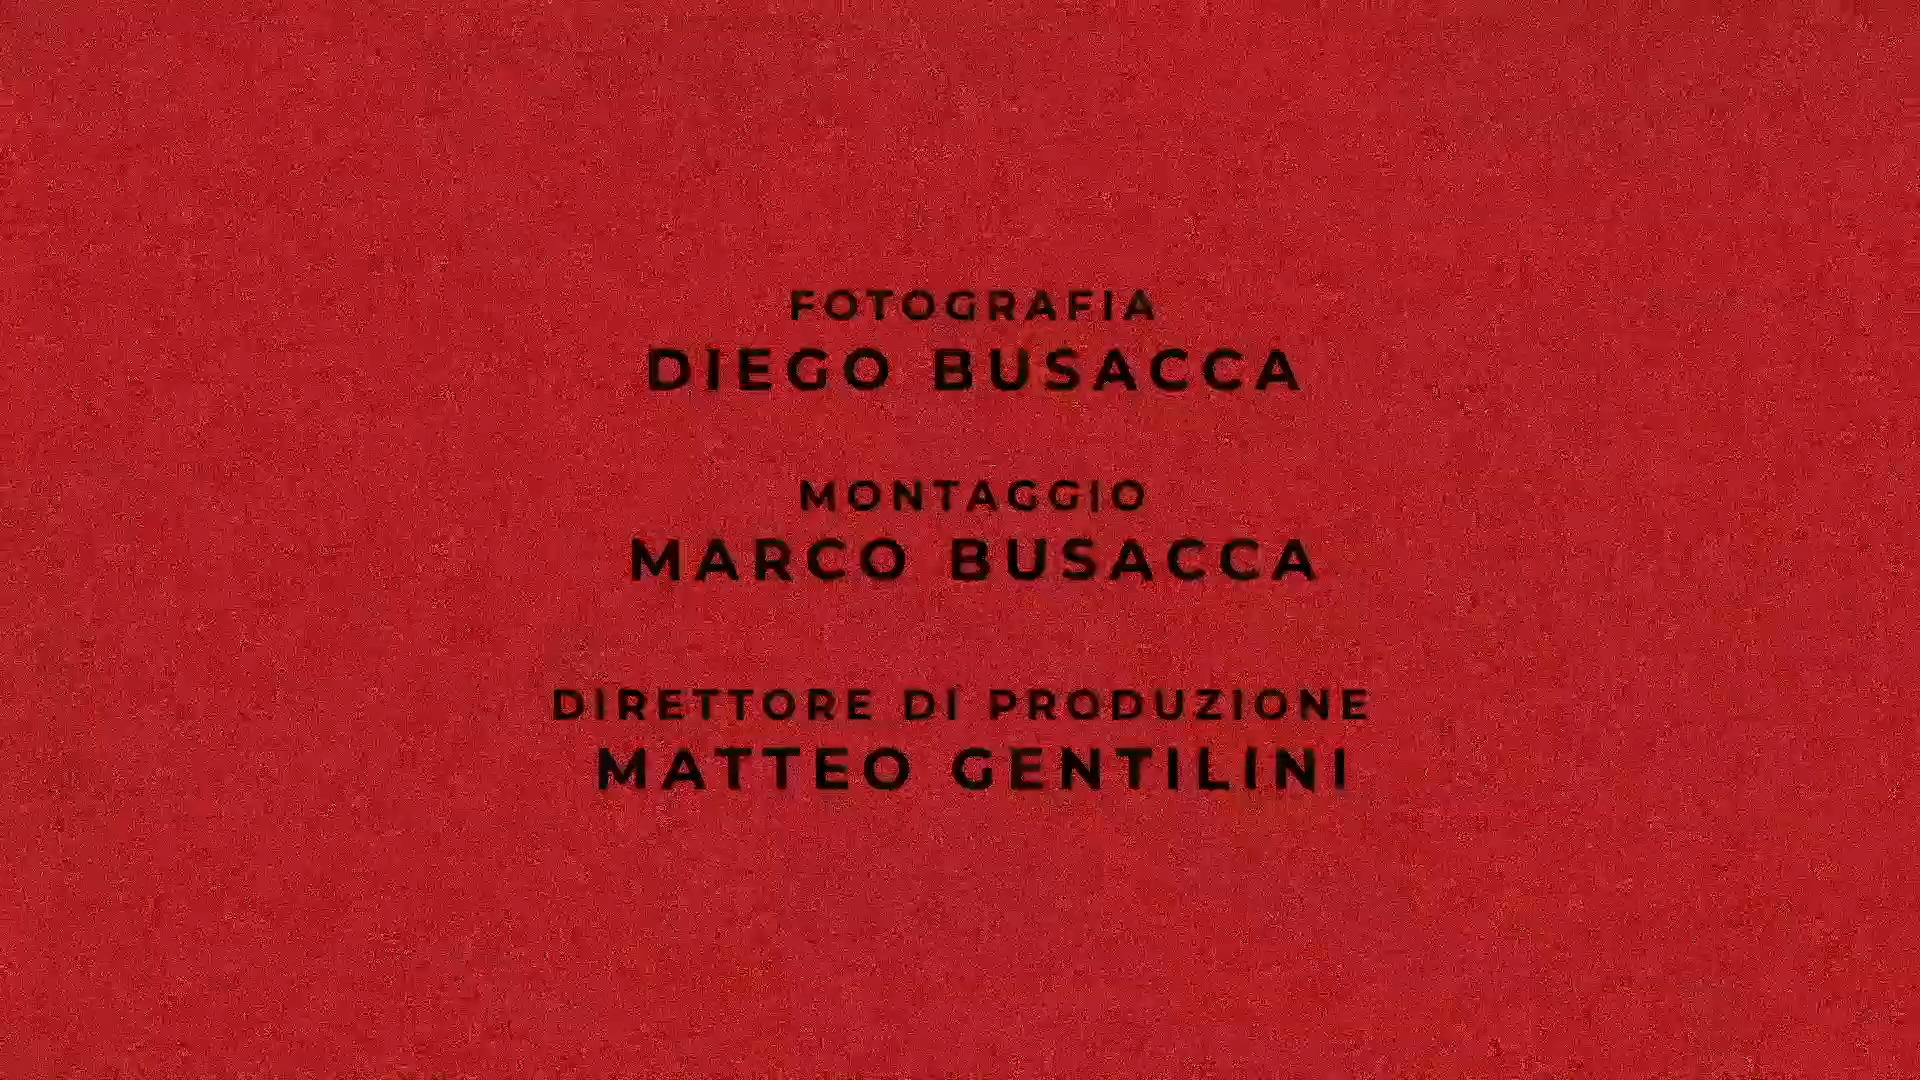 FOTOGRAFIA
DIEGO BUSACCA
MONTAGGIO
MARCO BUSACCA
DIRETTORE DI PRODUZIONE
MATTEO GENTILINI